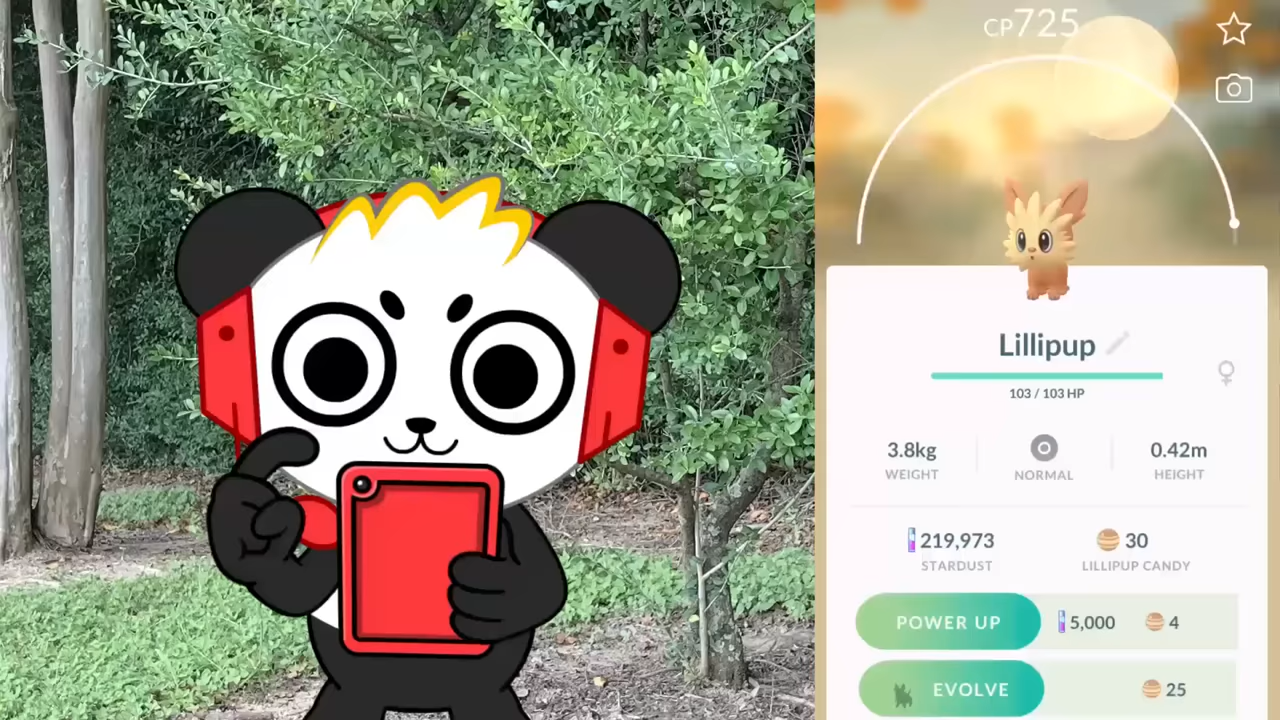 CP725
Lillipup
103 / 103 HP
3.8kg
WEIGHT
NORMAL
0.42m
HEIGHT
219,973
STARDUST
30
LILLIPUP CANDY
POWER UP 5,000 4
EVOLVE 25